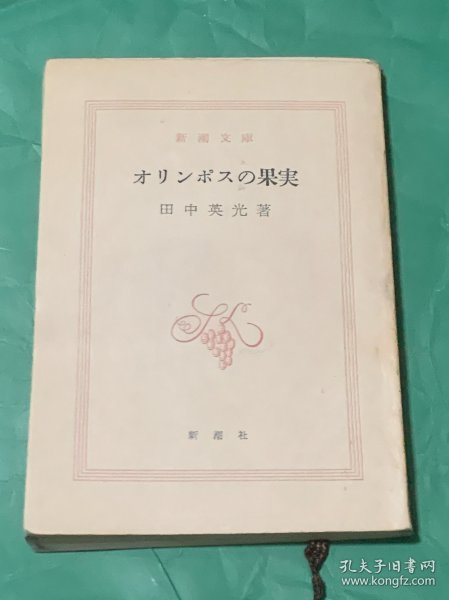 新潮文庫
オリンポスの果実
田中英光著
新潮社
孔夫子旧书网
www.kongfz.com